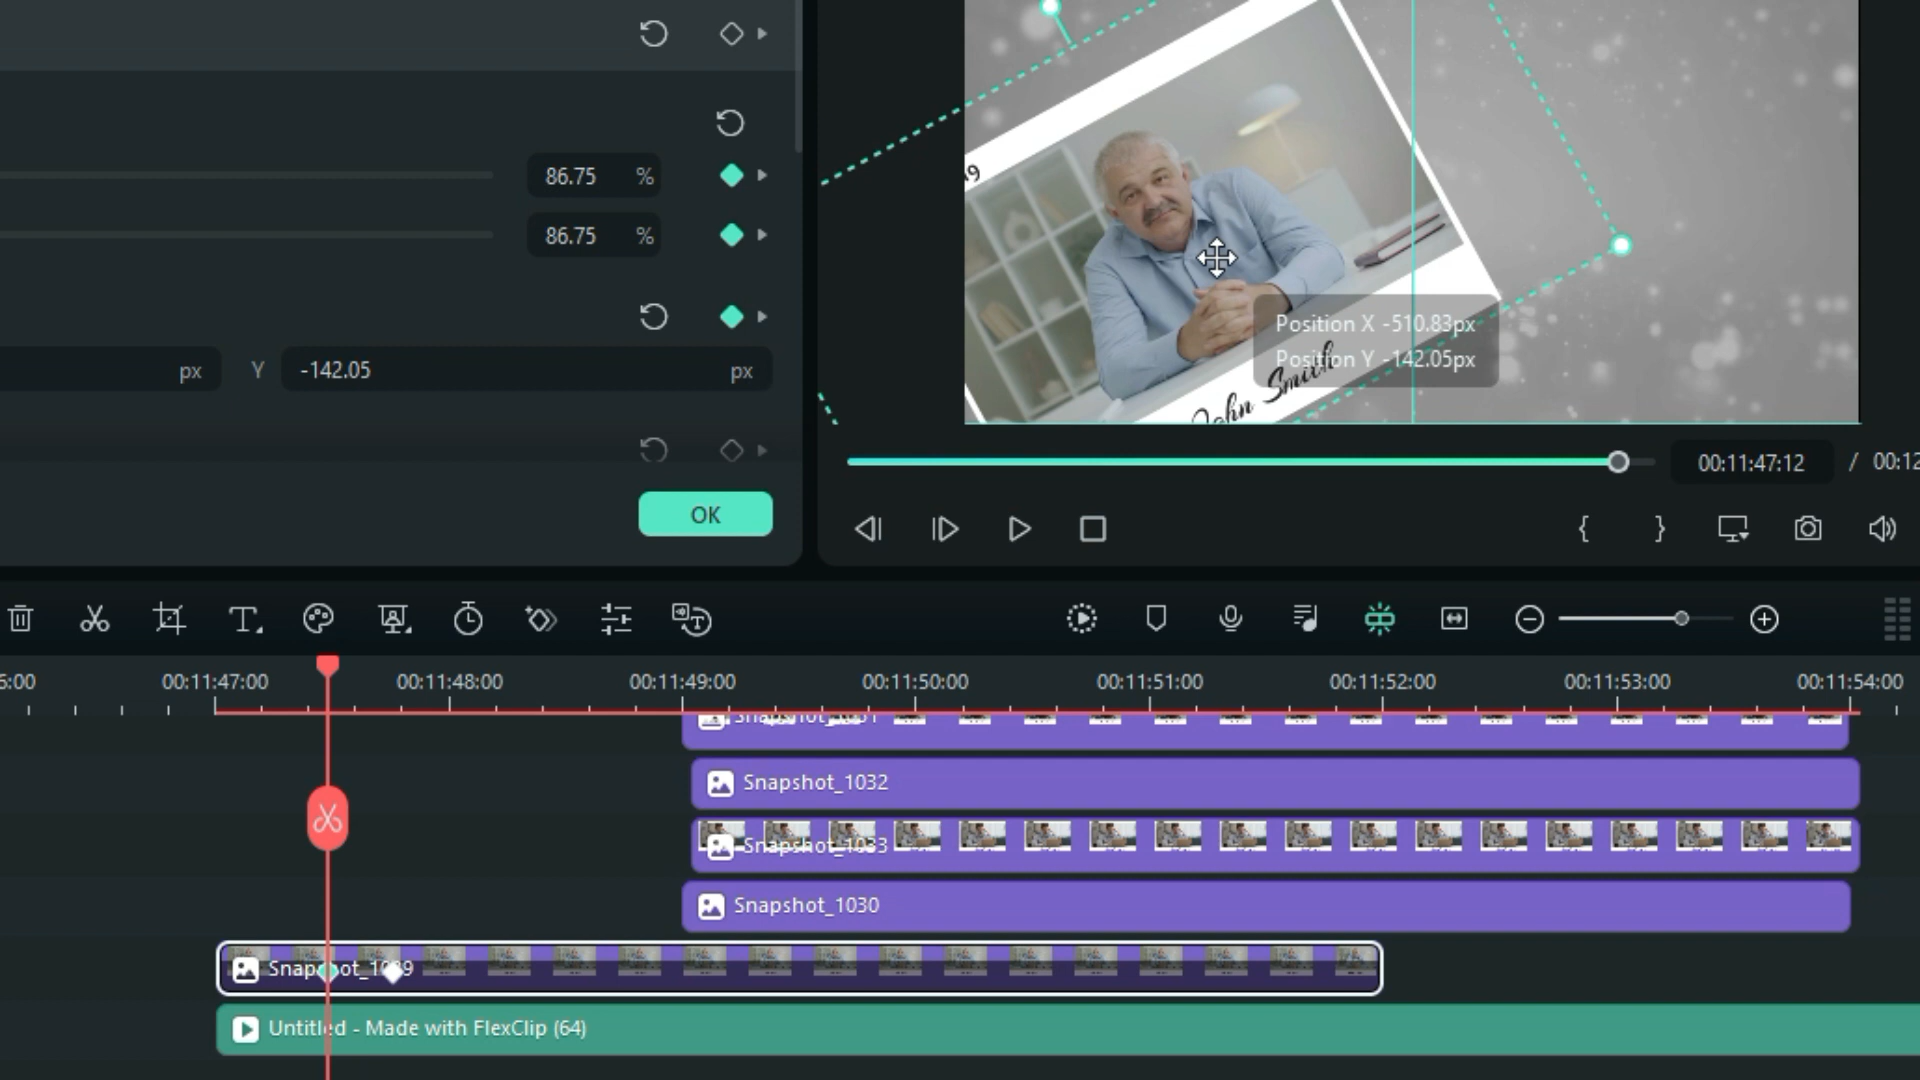 86.75 %
86.75 %
px Y -142.05 px
OK
Position X -510.83px
Position Y -142.05px
John Smith
00:11:47:12 / 00:12
00:11:47:00 00:11:48:00 00:11:49:00 00:11:50:00 00:11:51:00 00:11:52:00 00:11:53:00 00:11:54:00
Snapshot_1032
Snapshot_1033
Snapshot_1030
Untitled - Made with FlexClip (64)